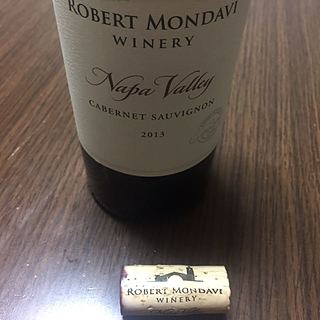 ROBERT MONDAVI
WINERY
Napa Valley
CABERNET SAUVIGNON
2013
ROBERT MONDAVI
WINERY